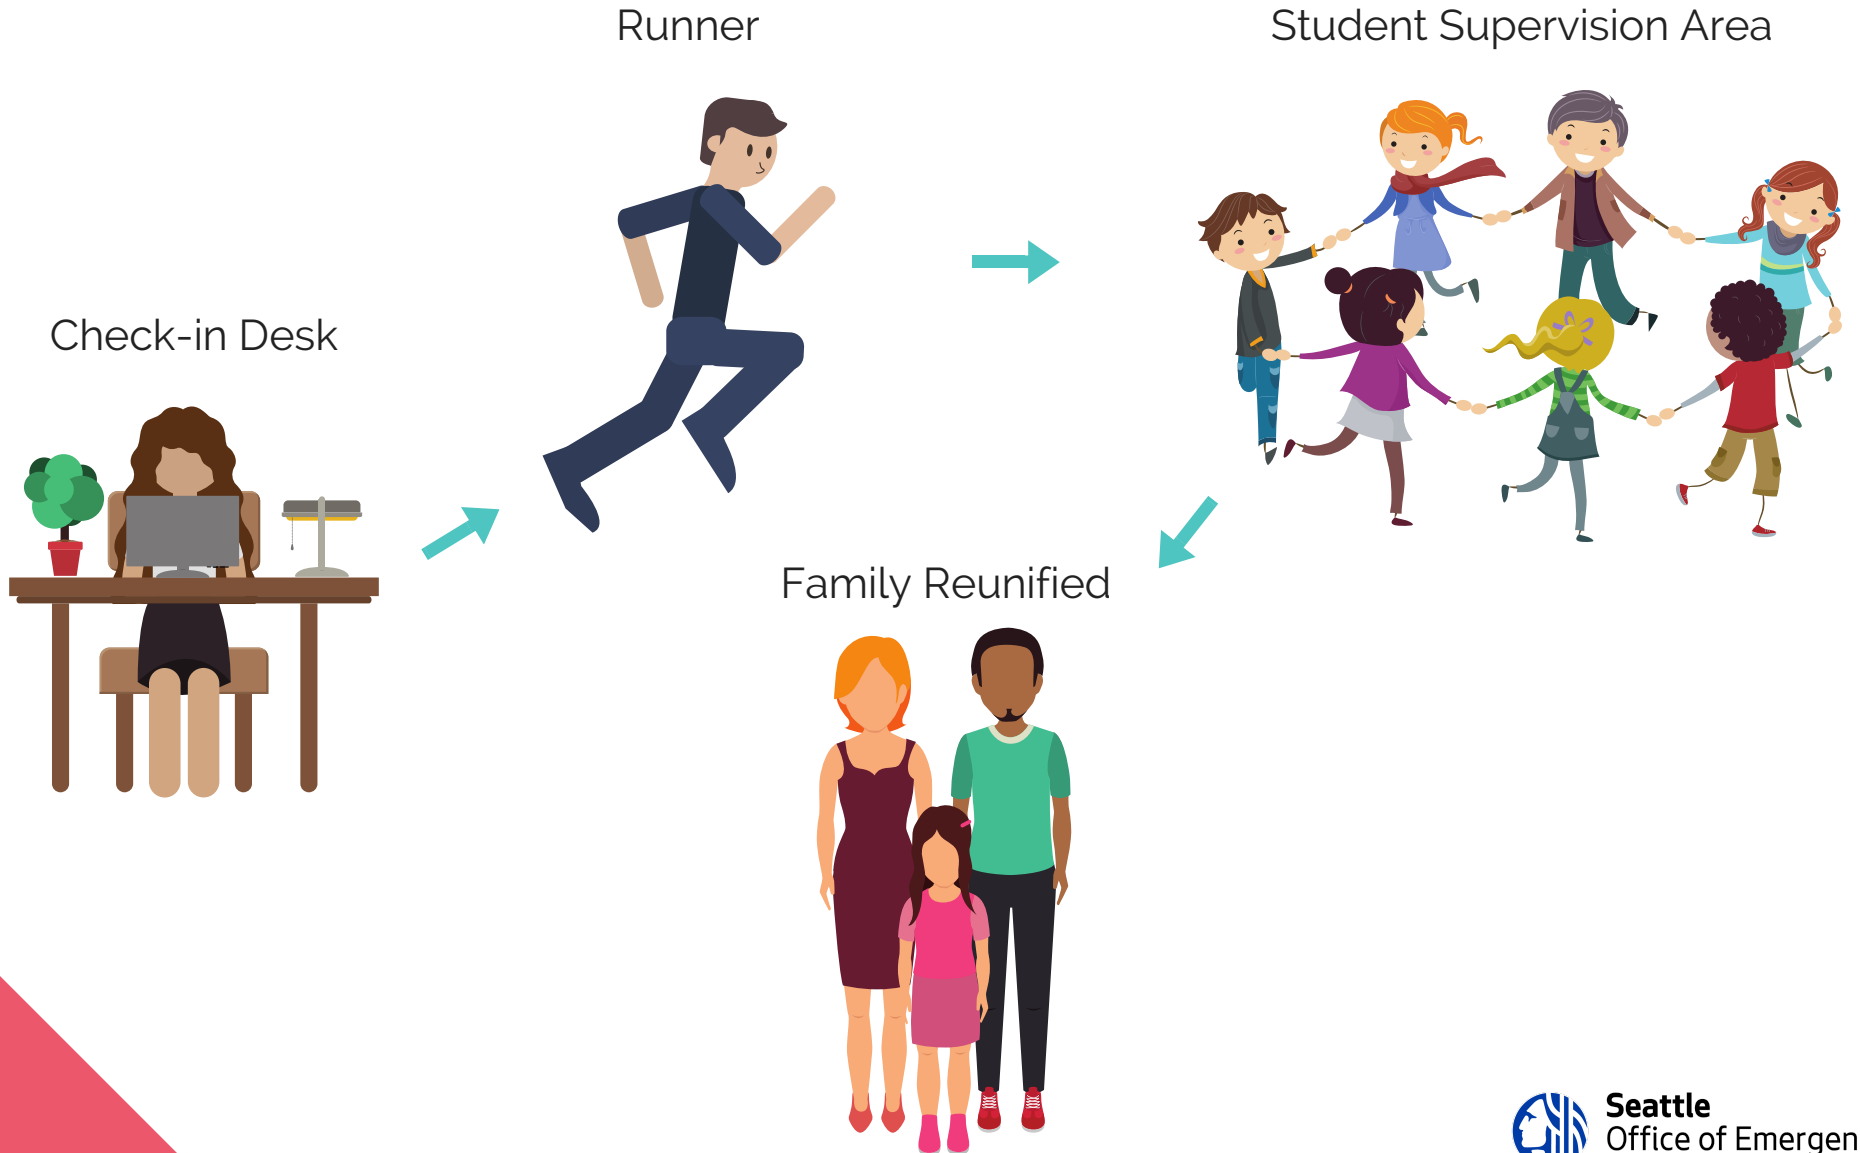 Runner
Student Supervision Area
Check-in Desk
Family Reunified
Seattle
Office of Emergen